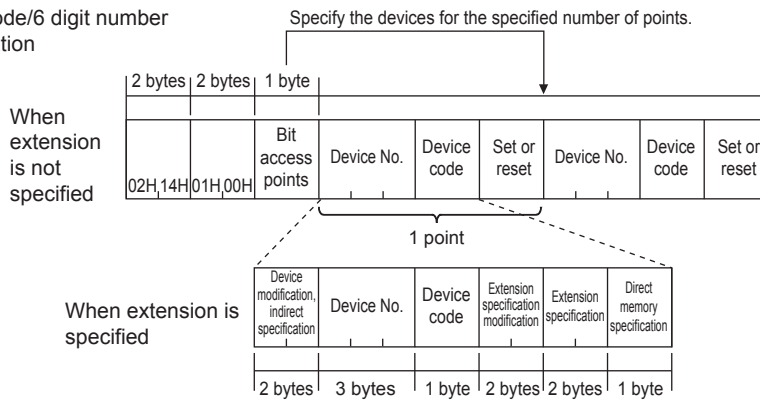 ode/6 digit number
tion
Specify the devices for the specified number of points.
2 bytes 2 bytes 1 byte
When
extension
is not
specified
02H 14H 01H 00H
Bit
access
points
Device No.
Device
code
Set or
reset
Device No.
Device
code
Set or
reset
1 point
When extension is
specified
Device
modification,
indirect
specification
Device No.
Device
code
Extension
specification
modification
Extension
specification
Direct
memory
specification
2 bytes 3 bytes 1 byte 2 bytes 2 bytes 1 byte